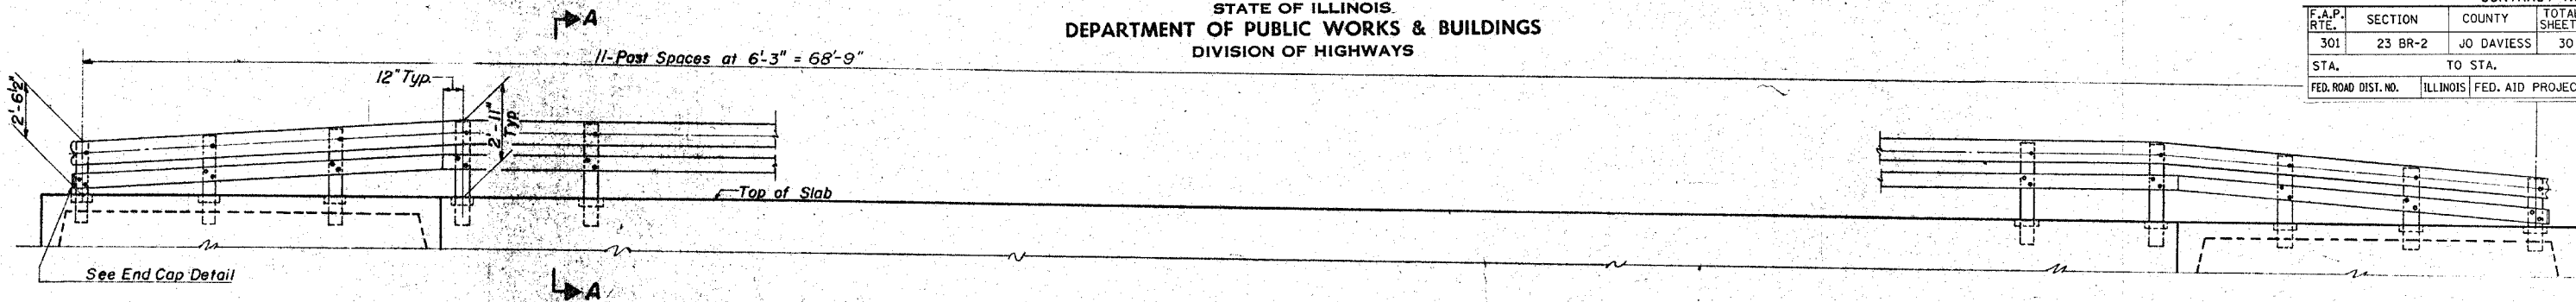 STATE OF ILLINOIS
DEPARTMENT OF PUBLIC WORKS & BUILDINGS
DIVISION OF HIGHWAYS
F.A.P. RTE. SECTION COUNTY TOTAL SHEET
301 23 BR-2 JO DAVIESS 30
STA. TO STA.
FED. ROAD DIST. NO. ILLINOIS FED. AID PROJEC
A
11-Post Spaces at 6'-3" = 68'-9"
12" Typ.
2'-6½"
2'-11" Typ.
Top of Slab
See End Cap Detail
A